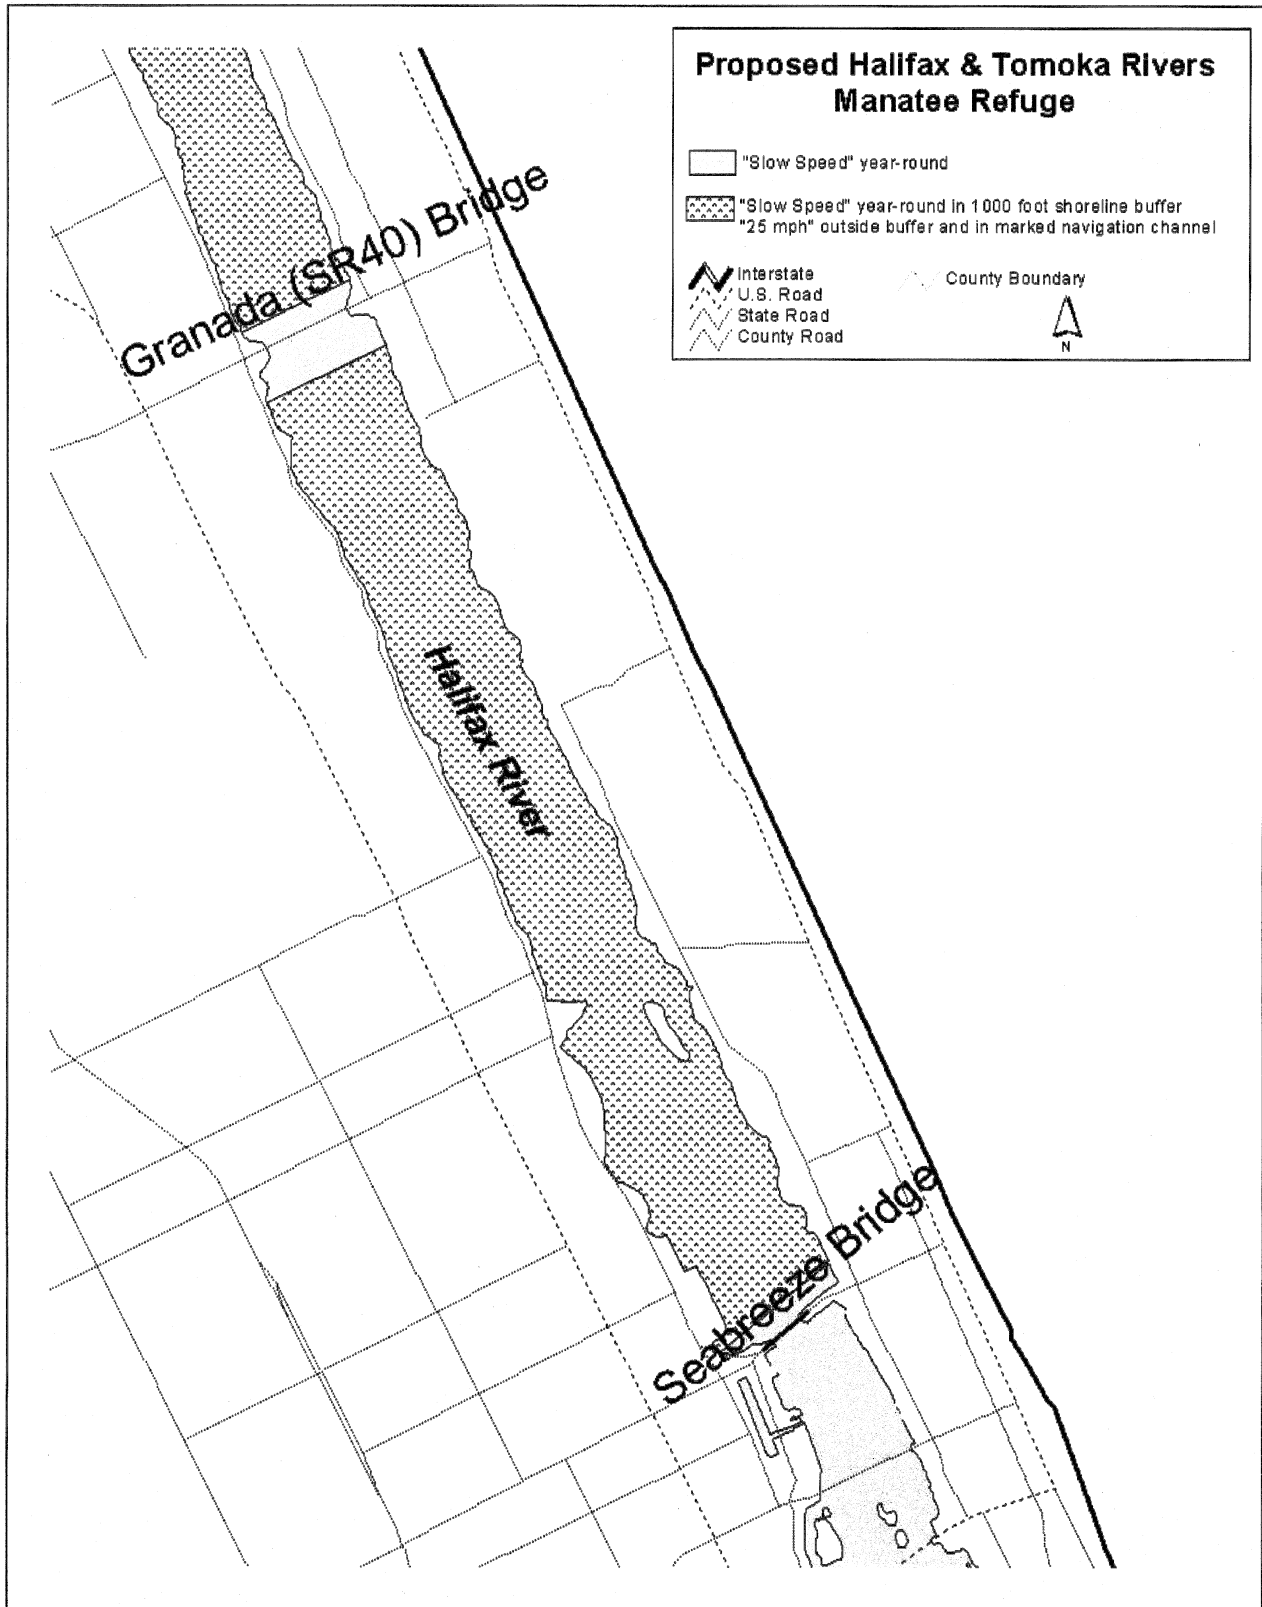 Proposed Halifax & Tomoka Rivers
Manatee Refuge
"Slow Speed" year-round
"Slow Speed" year-round in 1000 foot shoreline buffer
"25 mph" outside buffer and in marked navigation channel
Interstate
U.S. Road
State Road
County Road
County Boundary
N
Granada (SR40) Bridge
Halifax River
Seabreeze Bridge